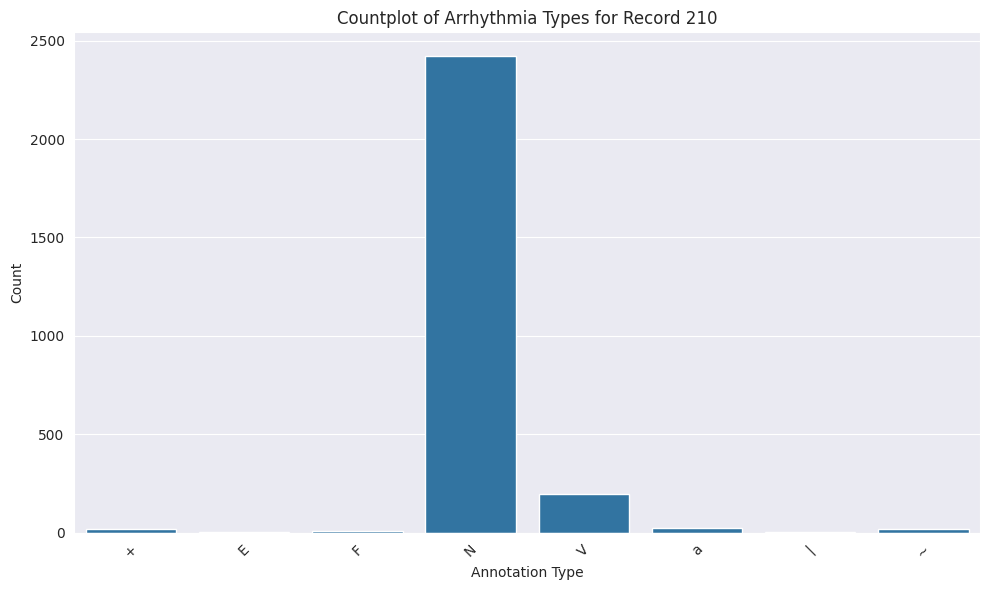 Countplot of Arrhythmia Types for Record 210
2500
2000
1500
1000
500
0
Count
+
E
F
N
V
a
|
~
Annotation Type